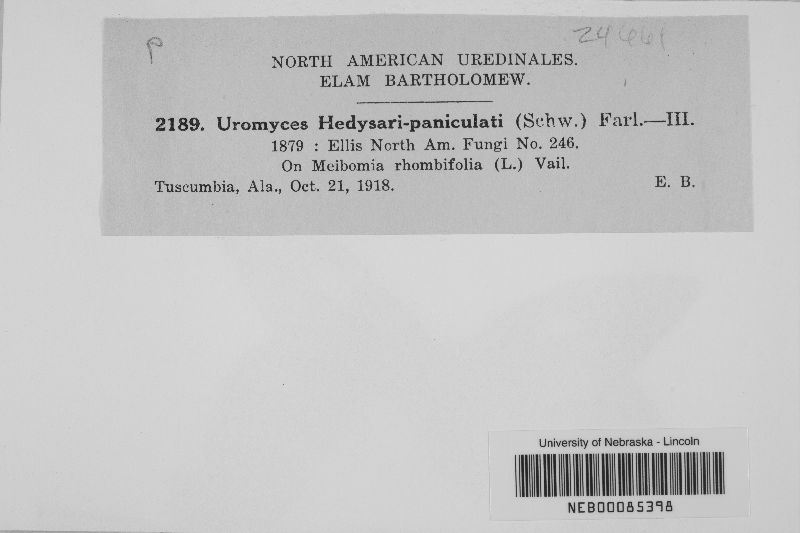 P
24661
NORTH AMERICAN UREDINALES.
ELAM BARTHOLOMEW.
2189. Uromyces Hedysari-paniculati (Schw.) Farl.—III.
1879 : Ellis North Am. Fungi No. 246.
On Meibomia rhombifolia (L.) Vail.
Tuscumbia, Ala., Oct. 21, 1918. E. B.
University of Nebraska - Lincoln
NEB00085398